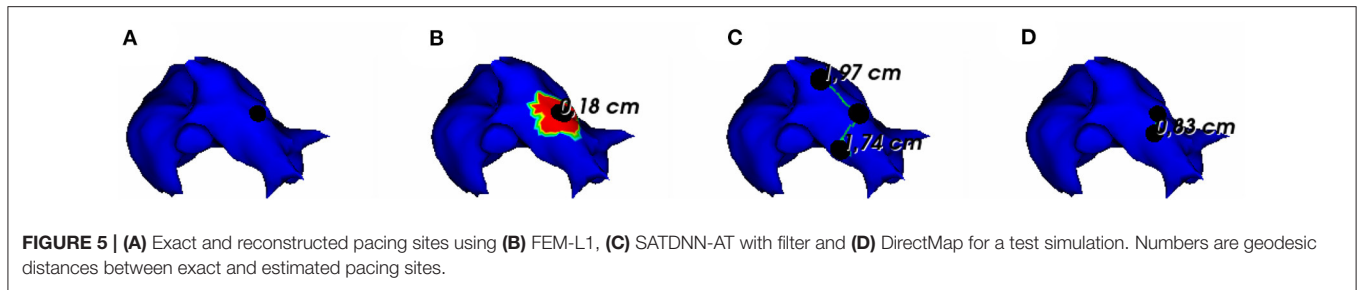 A B C D
0,18 cm
1,97 cm
1,74 cm
0,83 cm
FIGURE 5 | (A) Exact and reconstructed pacing sites using (B) FEM-L1, (C) SATDNN-AT with filter and (D) DirectMap for a test simulation. Numbers are geodesic
distances between exact and estimated pacing sites.